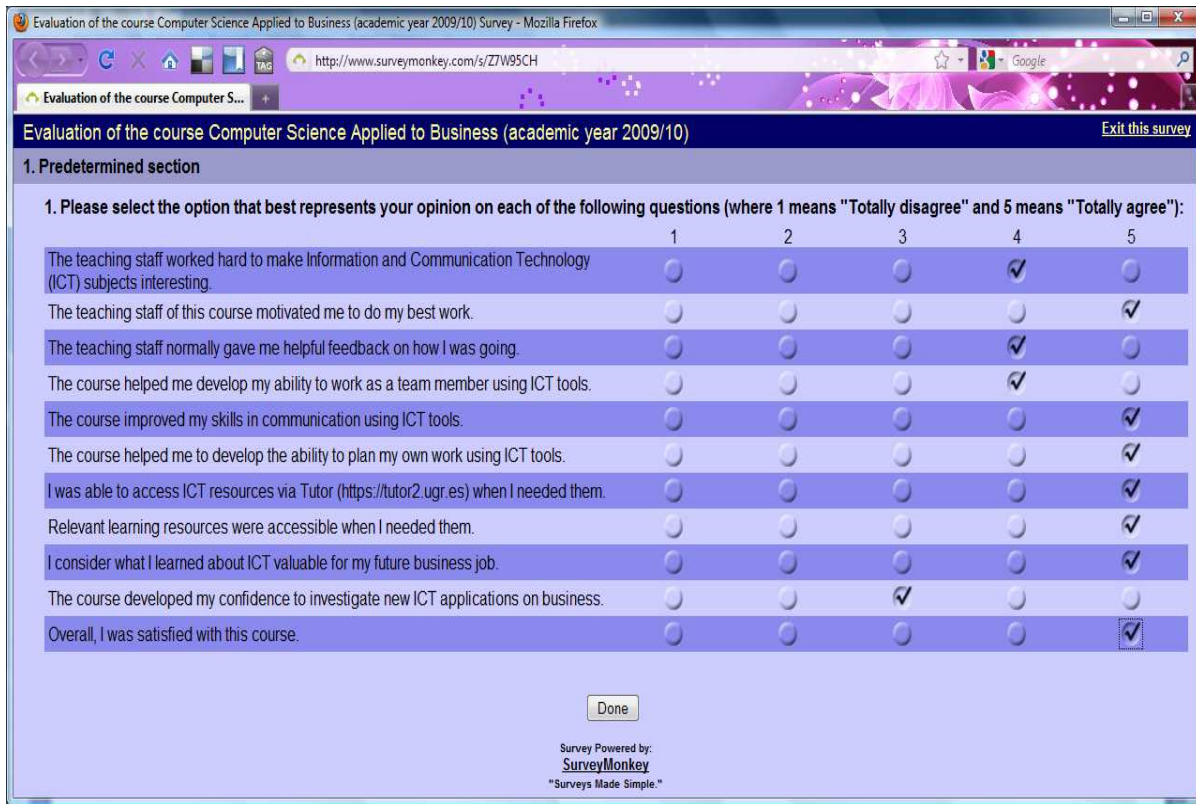 Evaluation of the course Computer Science Applied to Business (academic year 2009/10) Survey - Mozilla Firefox
TAG
http://www.surveymonkey.com/s/Z7W95CH
Google
Evaluation of the course Computer S...
Evaluation of the course Computer Science Applied to Business (academic year 2009/10)
Exit this survey
1. Predetermined section
1. Please select the option that best represents your opinion on each of the following questions (where 1 means "Totally disagree" and 5 means "Totally agree"):
1 2 3 4 5
The teaching staff worked hard to make Information and Communication Technology
(ICT) subjects interesting.
The teaching staff of this course motivated me to do my best work.
The teaching staff normally gave me helpful feedback on how I was going.
The course helped me develop my ability to work as a team member using ICT tools.
The course improved my skills in communication using ICT tools.
The course helped me to develop the ability to plan my own work using ICT tools.
I was able to access ICT resources via Tutor (https://tutor2.ugr.es) when I needed them.
Relevant learning resources were accessible when I needed them.
I consider what I learned about ICT valuable for my future business job.
The course developed my confidence to investigate new ICT applications on business.
Overall, I was satisfied with this course.
Done
Survey Powered by:
SurveyMonkey
"Surveys Made Simple."